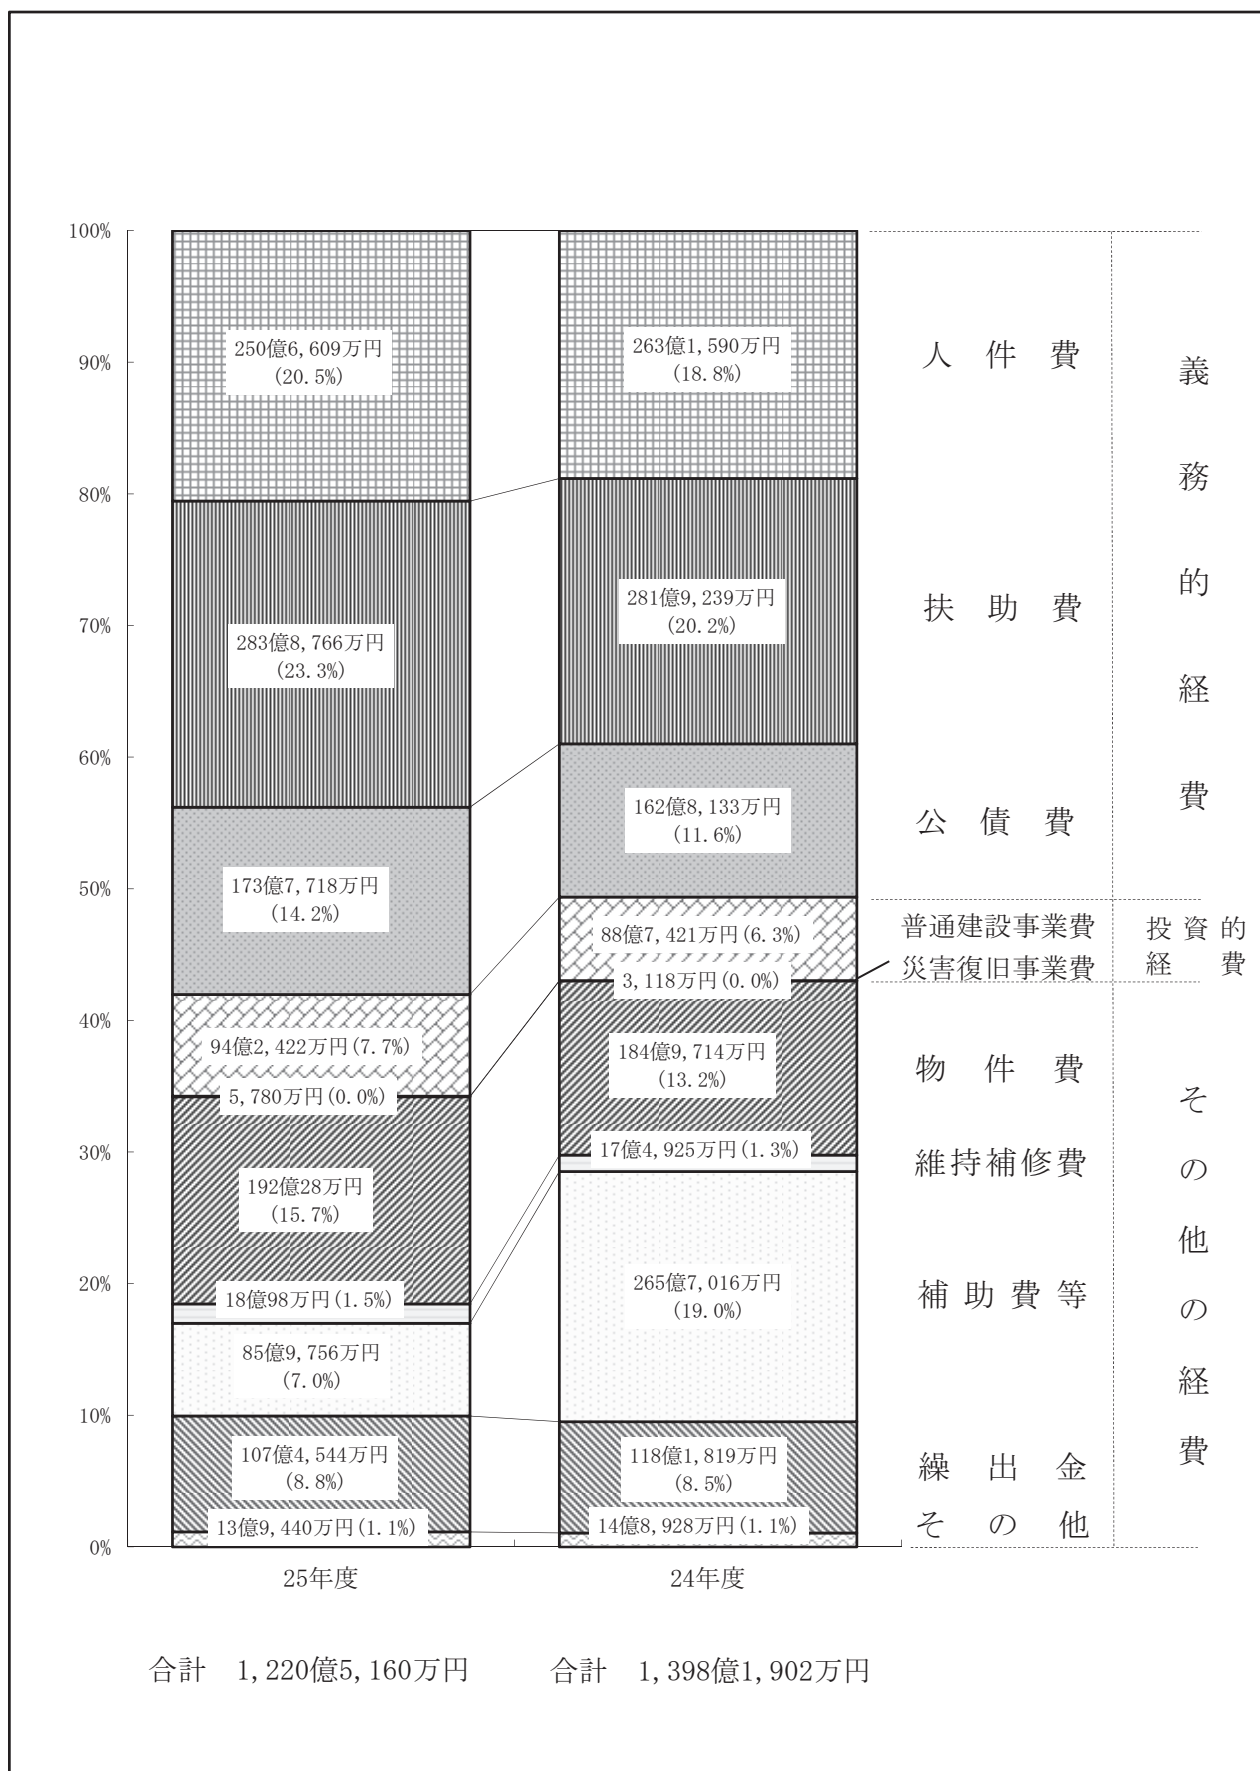 100%
90%
80%
70%
60%
50%
40%
30%
20%
10%
0%
250億6,609万円
(20.5%)
283億8,766万円
(23.3%)
173億7,718万円
(14.2%)
94億2,422万円(7.7%)
5,780万円(0.0%)
192億28万円
(15.7%)
18億98万円(1.5%)
85億9,756万円
(7.0%)
107億4,544万円
(8.8%)
13億9,440万円(1.1%)
25年度
263億1,590万円
(18.8%)
281億9,239万円
(20.2%)
162億8,133万円
(11.6%)
88億7,421万円(6.3%)
3,118万円(0.0%)
184億9,714万円
(13.2%)
17億4,925万円(1.3%)
265億7,016万円
(19.0%)
118億1,819万円
(8.5%)
14億8,928万円(1.1%)
24年度
人件費
扶助費
公債費
普通建設事業費
災害復旧事業費
物件費
維持補修費
補助費等
繰出金
その他
義務的経費
投資的
経費
その他の経費
合計 1,220億5,160万円
合計 1,398億1,902万円